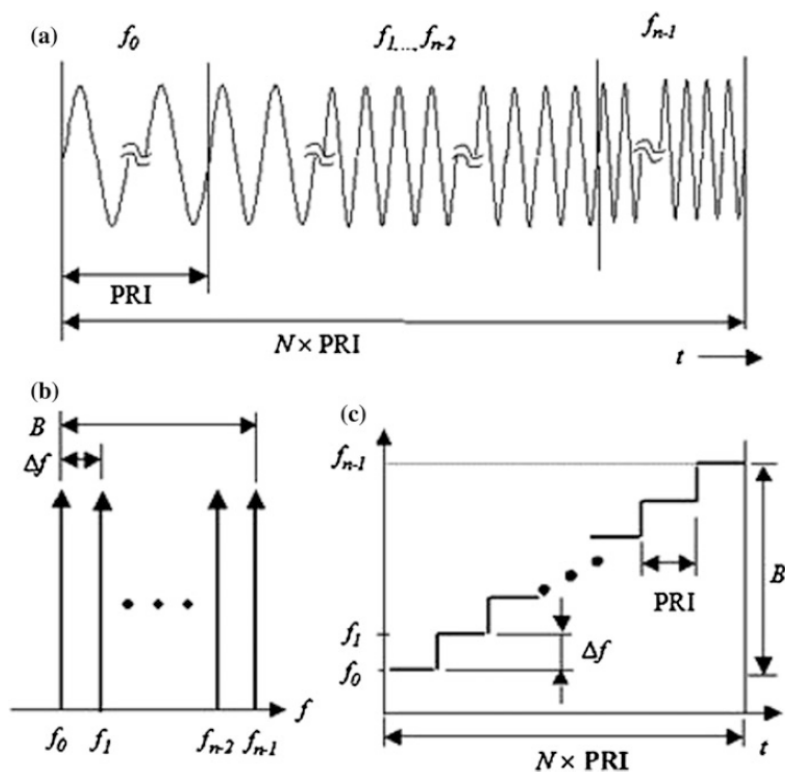 (a)
f0
f1,...,fn-2
fn-1
PRI
N × PRI
t
(b)
B
Δf
f0 f1 fn-2 fn-1
f
(c)
fn-1
B
PRI
f1
Δf
f0
N × PRI
t